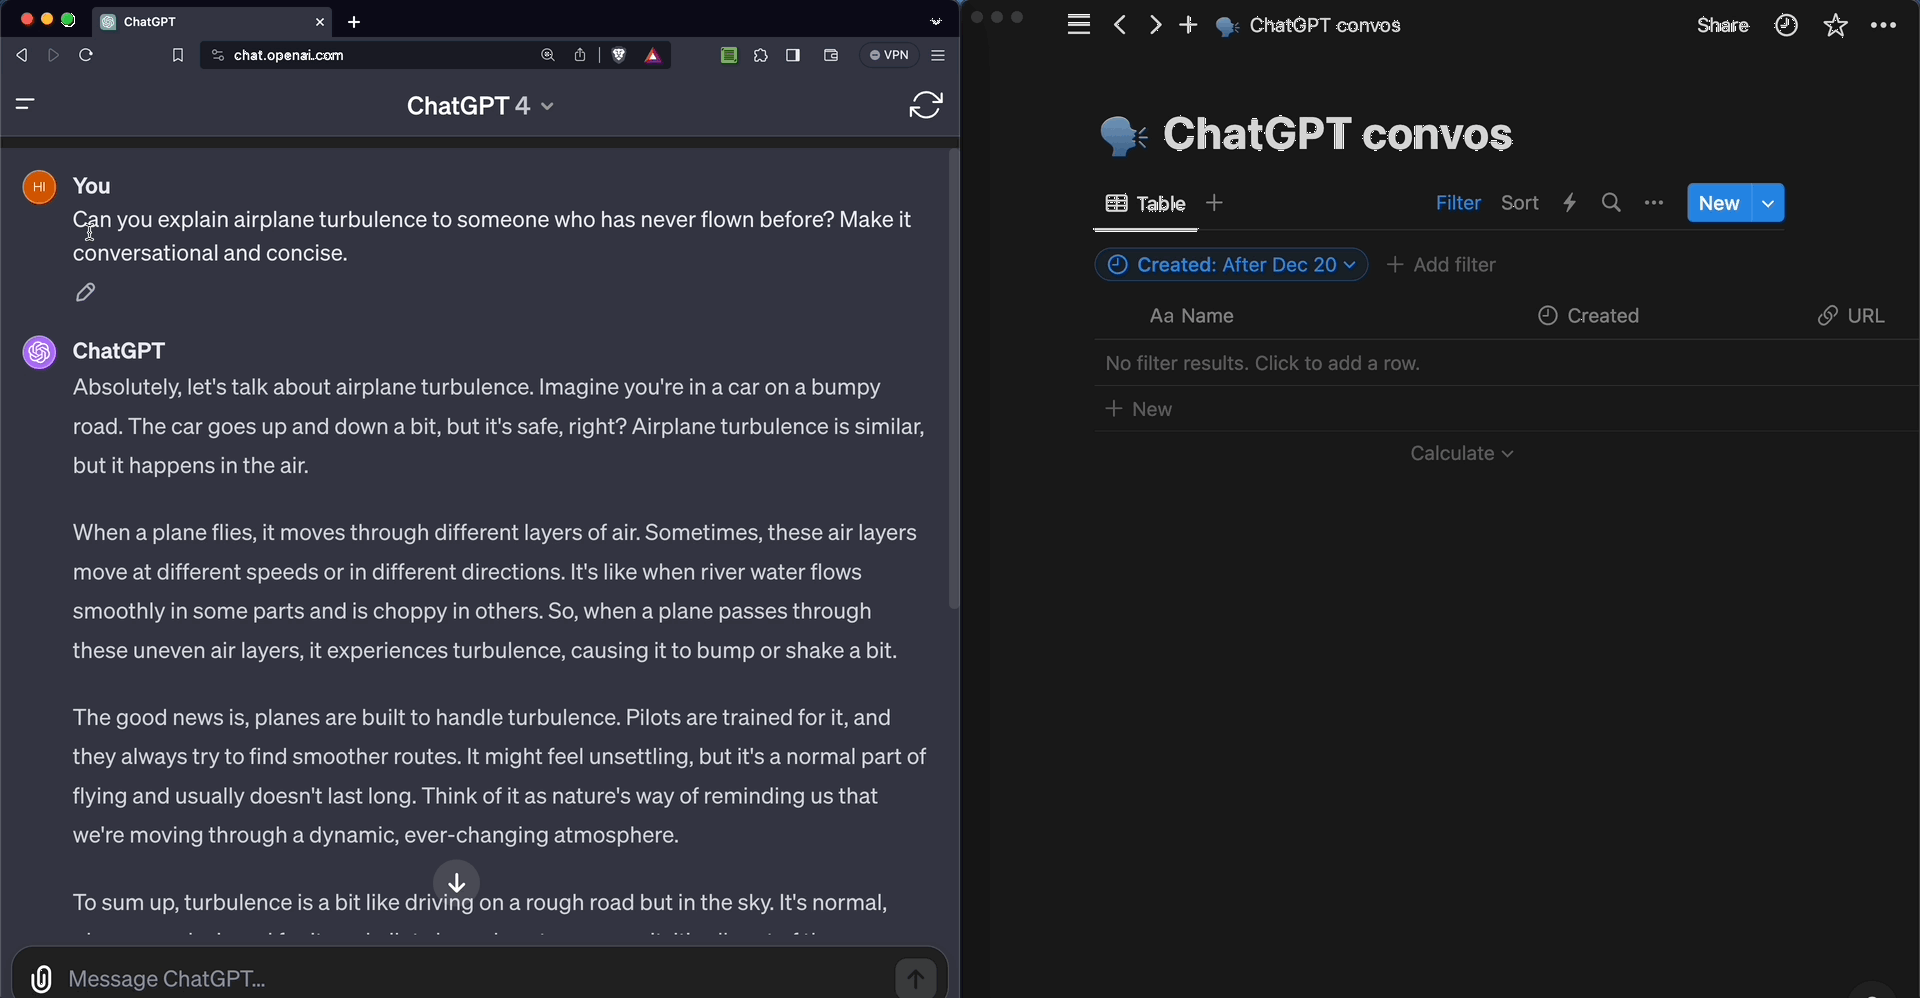 ChatGPT
chat.openai.com
VPN
ChatGPT 4
HI
You
Can you explain airplane turbulence to someone who has never flown before? Make it
conversational and concise.
ChatGPT
Absolutely, let's talk about airplane turbulence. Imagine you're in a car on a bumpy
road. The car goes up and down a bit, but it's safe, right? Airplane turbulence is similar,
but it happens in the air.
When a plane flies, it moves through different layers of air. Sometimes, these air layers
move at different speeds or in different directions. It's like when river water flows
smoothly in some parts and is choppy in others. So, when a plane passes through
these uneven air layers, it experiences turbulence, causing it to bump or shake a bit.
The good news is, planes are built to handle turbulence. Pilots are trained for it, and
they always try to find smoother routes. It might feel unsettling, but it's a normal part of
flying and usually doesn't last long. Think of it as nature's way of reminding us that
we're moving through a dynamic, ever-changing atmosphere.
To sum up, turbulence is a bit like driving on a rough road but in the sky. It's normal,
Message ChatGPT...
ChatGPT convos
Share
ChatGPT convos
Table
Filter
Sort
New
Created: After Dec 20
Add filter
Aa Name
Created
URL
No filter results. Click to add a row.
New
Calculate